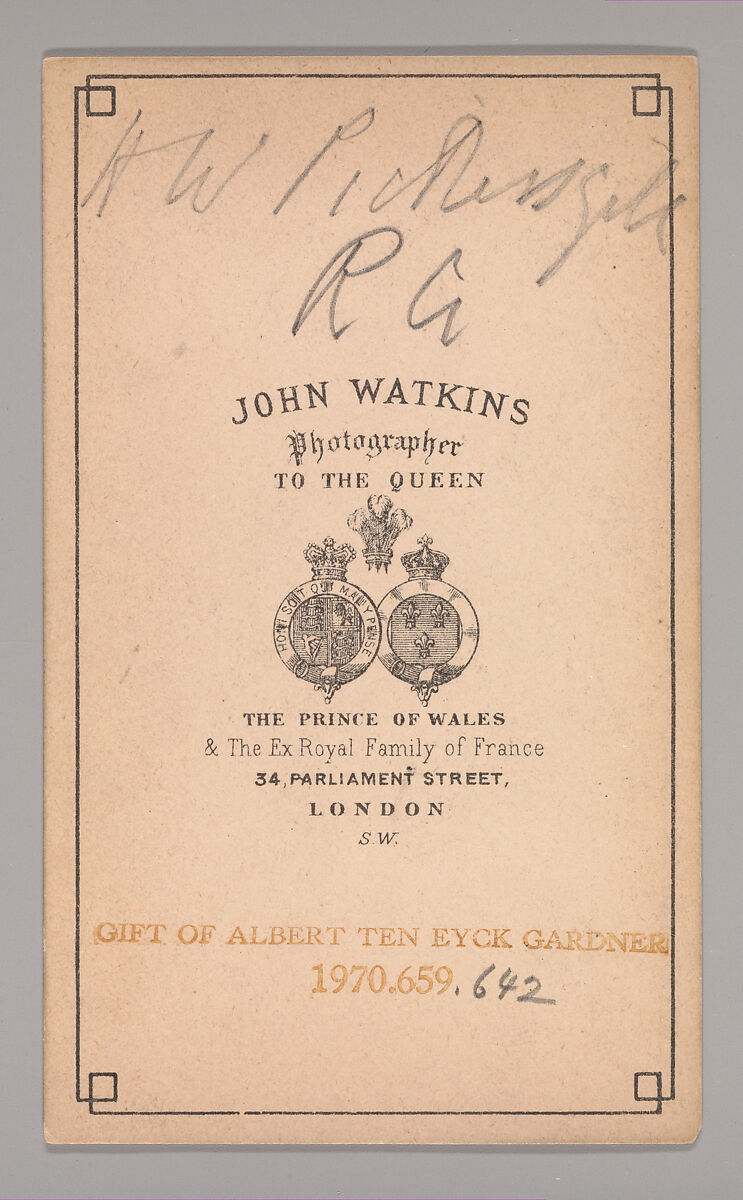 H W Pickersgill
R A
JOHN WATKINS
Photographer
TO THE QUEEN
HONI SOIT QUI MAL Y PENSE
THE PRINCE OF WALES
& The Ex Royal Family of France
34, PARLIAMENT STREET,
LONDON
S.W.
GIFT OF ALBERT TEN EYCK GARDNER
1970.659.642